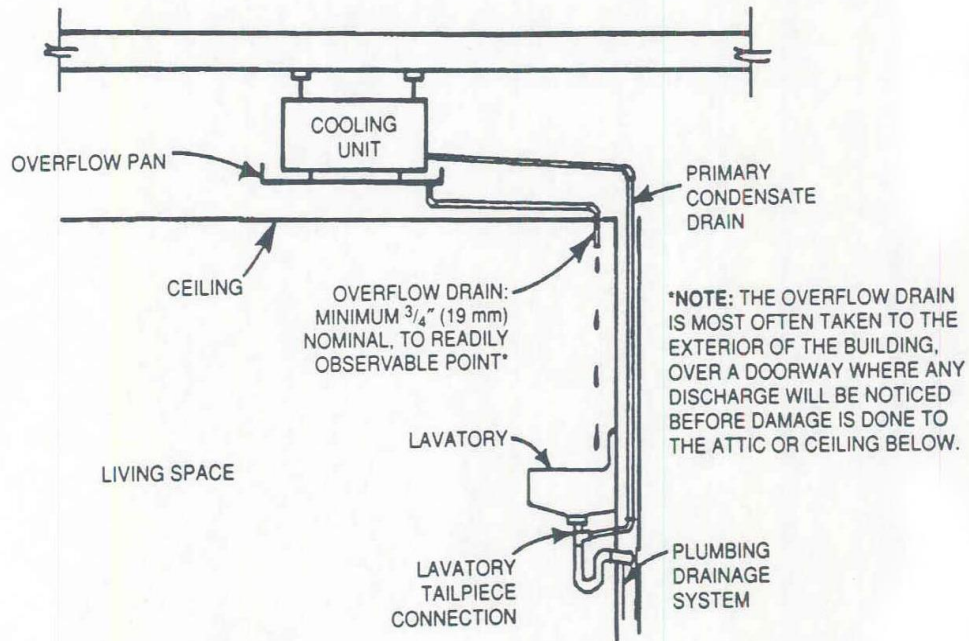 COOLING
UNIT
OVERFLOW PAN
PRIMARY
CONDENSATE
DRAIN
CEILING
OVERFLOW DRAIN:
MINIMUM 3/4" (19 mm)
NOMINAL, TO READILY
OBSERVABLE POINT*
*NOTE: THE OVERFLOW DRAIN
IS MOST OFTEN TAKEN TO THE
EXTERIOR OF THE BUILDING,
OVER A DOORWAY WHERE ANY
DISCHARGE WILL BE NOTICED
BEFORE DAMAGE IS DONE TO
THE ATTIC OR CEILING BELOW.
LAVATORY
LIVING SPACE
LAVATORY
TAILPIECE
CONNECTION
PLUMBING
DRAINAGE
SYSTEM